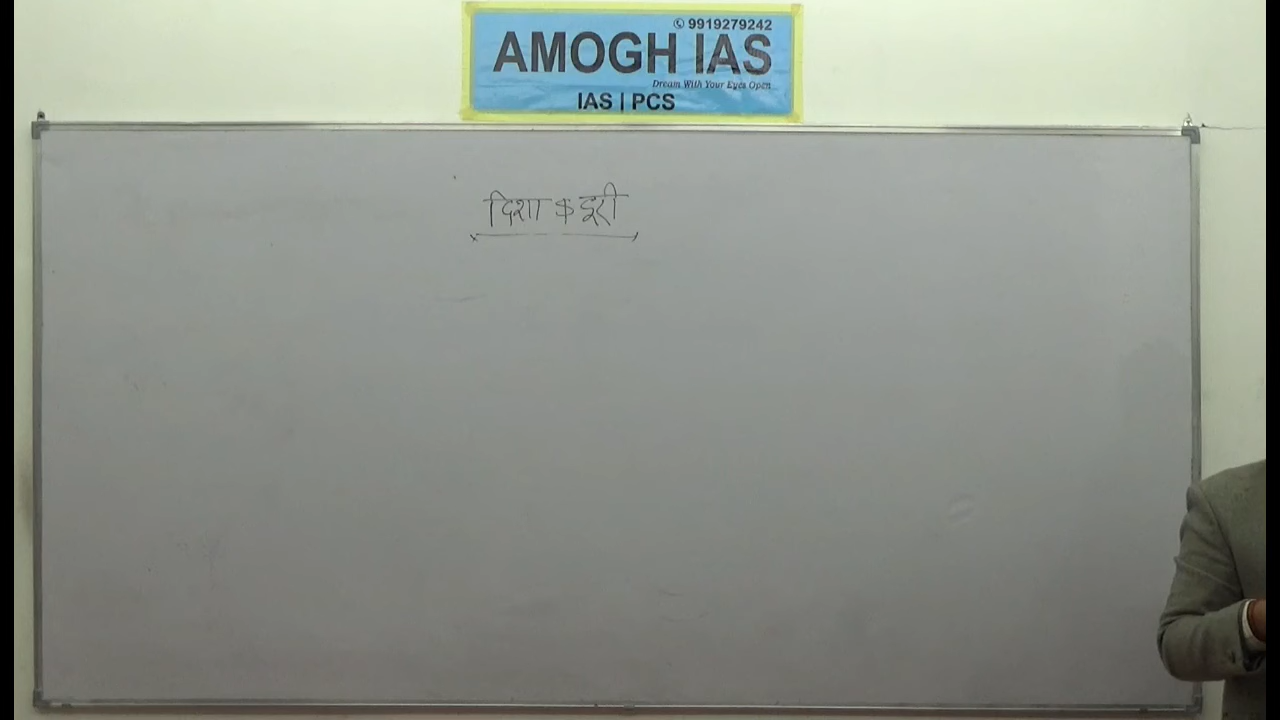 9919279242
AMOGH IAS
Dream With Your Eyes Open
IAS | PCS
दिशा & दूरी